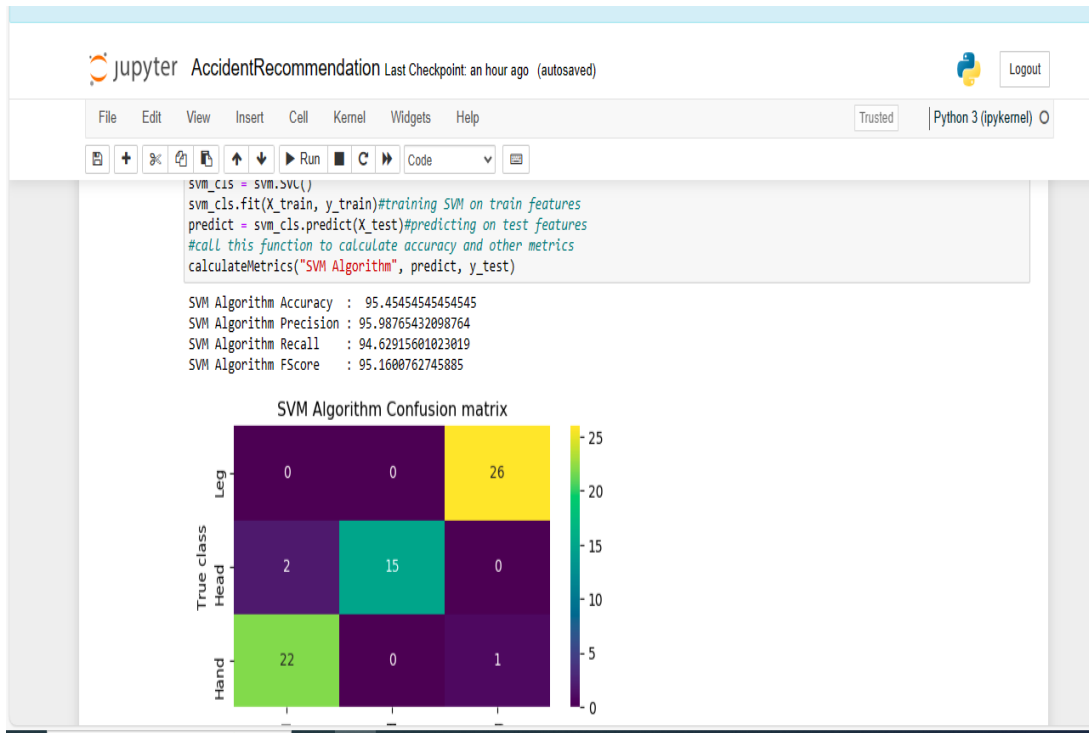 jupyter AccidentRecommendation Last Checkpoint: an hour ago (autosaved)
Logout
File Edit View Insert Cell Kernel Widgets Help
Trusted Python 3 (ipykernel)
Run Code
svm_cls = svm.SVC()
svm_cls.fit(X_train, y_train)#training SVM on train features
predict = svm_cls.predict(X_test)#predicting on test features
#call this function to calculate accuracy and other metrics
calculateMetrics("SVM Algorithm", predict, y_test)
SVM Algorithm Accuracy : 95.45454545454545
SVM Algorithm Precision : 95.98765432098764
SVM Algorithm Recall : 94.62915601023019
SVM Algorithm FScore : 95.1600762745885
SVM Algorithm Confusion matrix
Leg 0 0 26
Head 2 15 0
Hand 22 0 1
True class
25
20
15
10
5
0